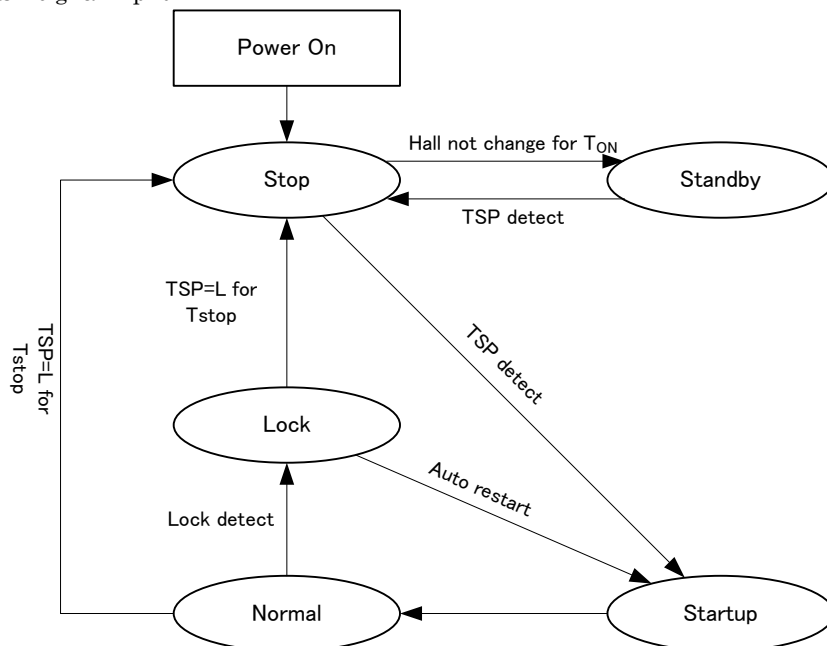 Power On
Hall not change for TON
Stop
Standby
TSP detect
TSP=L for
Tstop
TSP detect
TSP=L for
Tstop
Lock
Auto restart
Lock detect
Normal
Startup